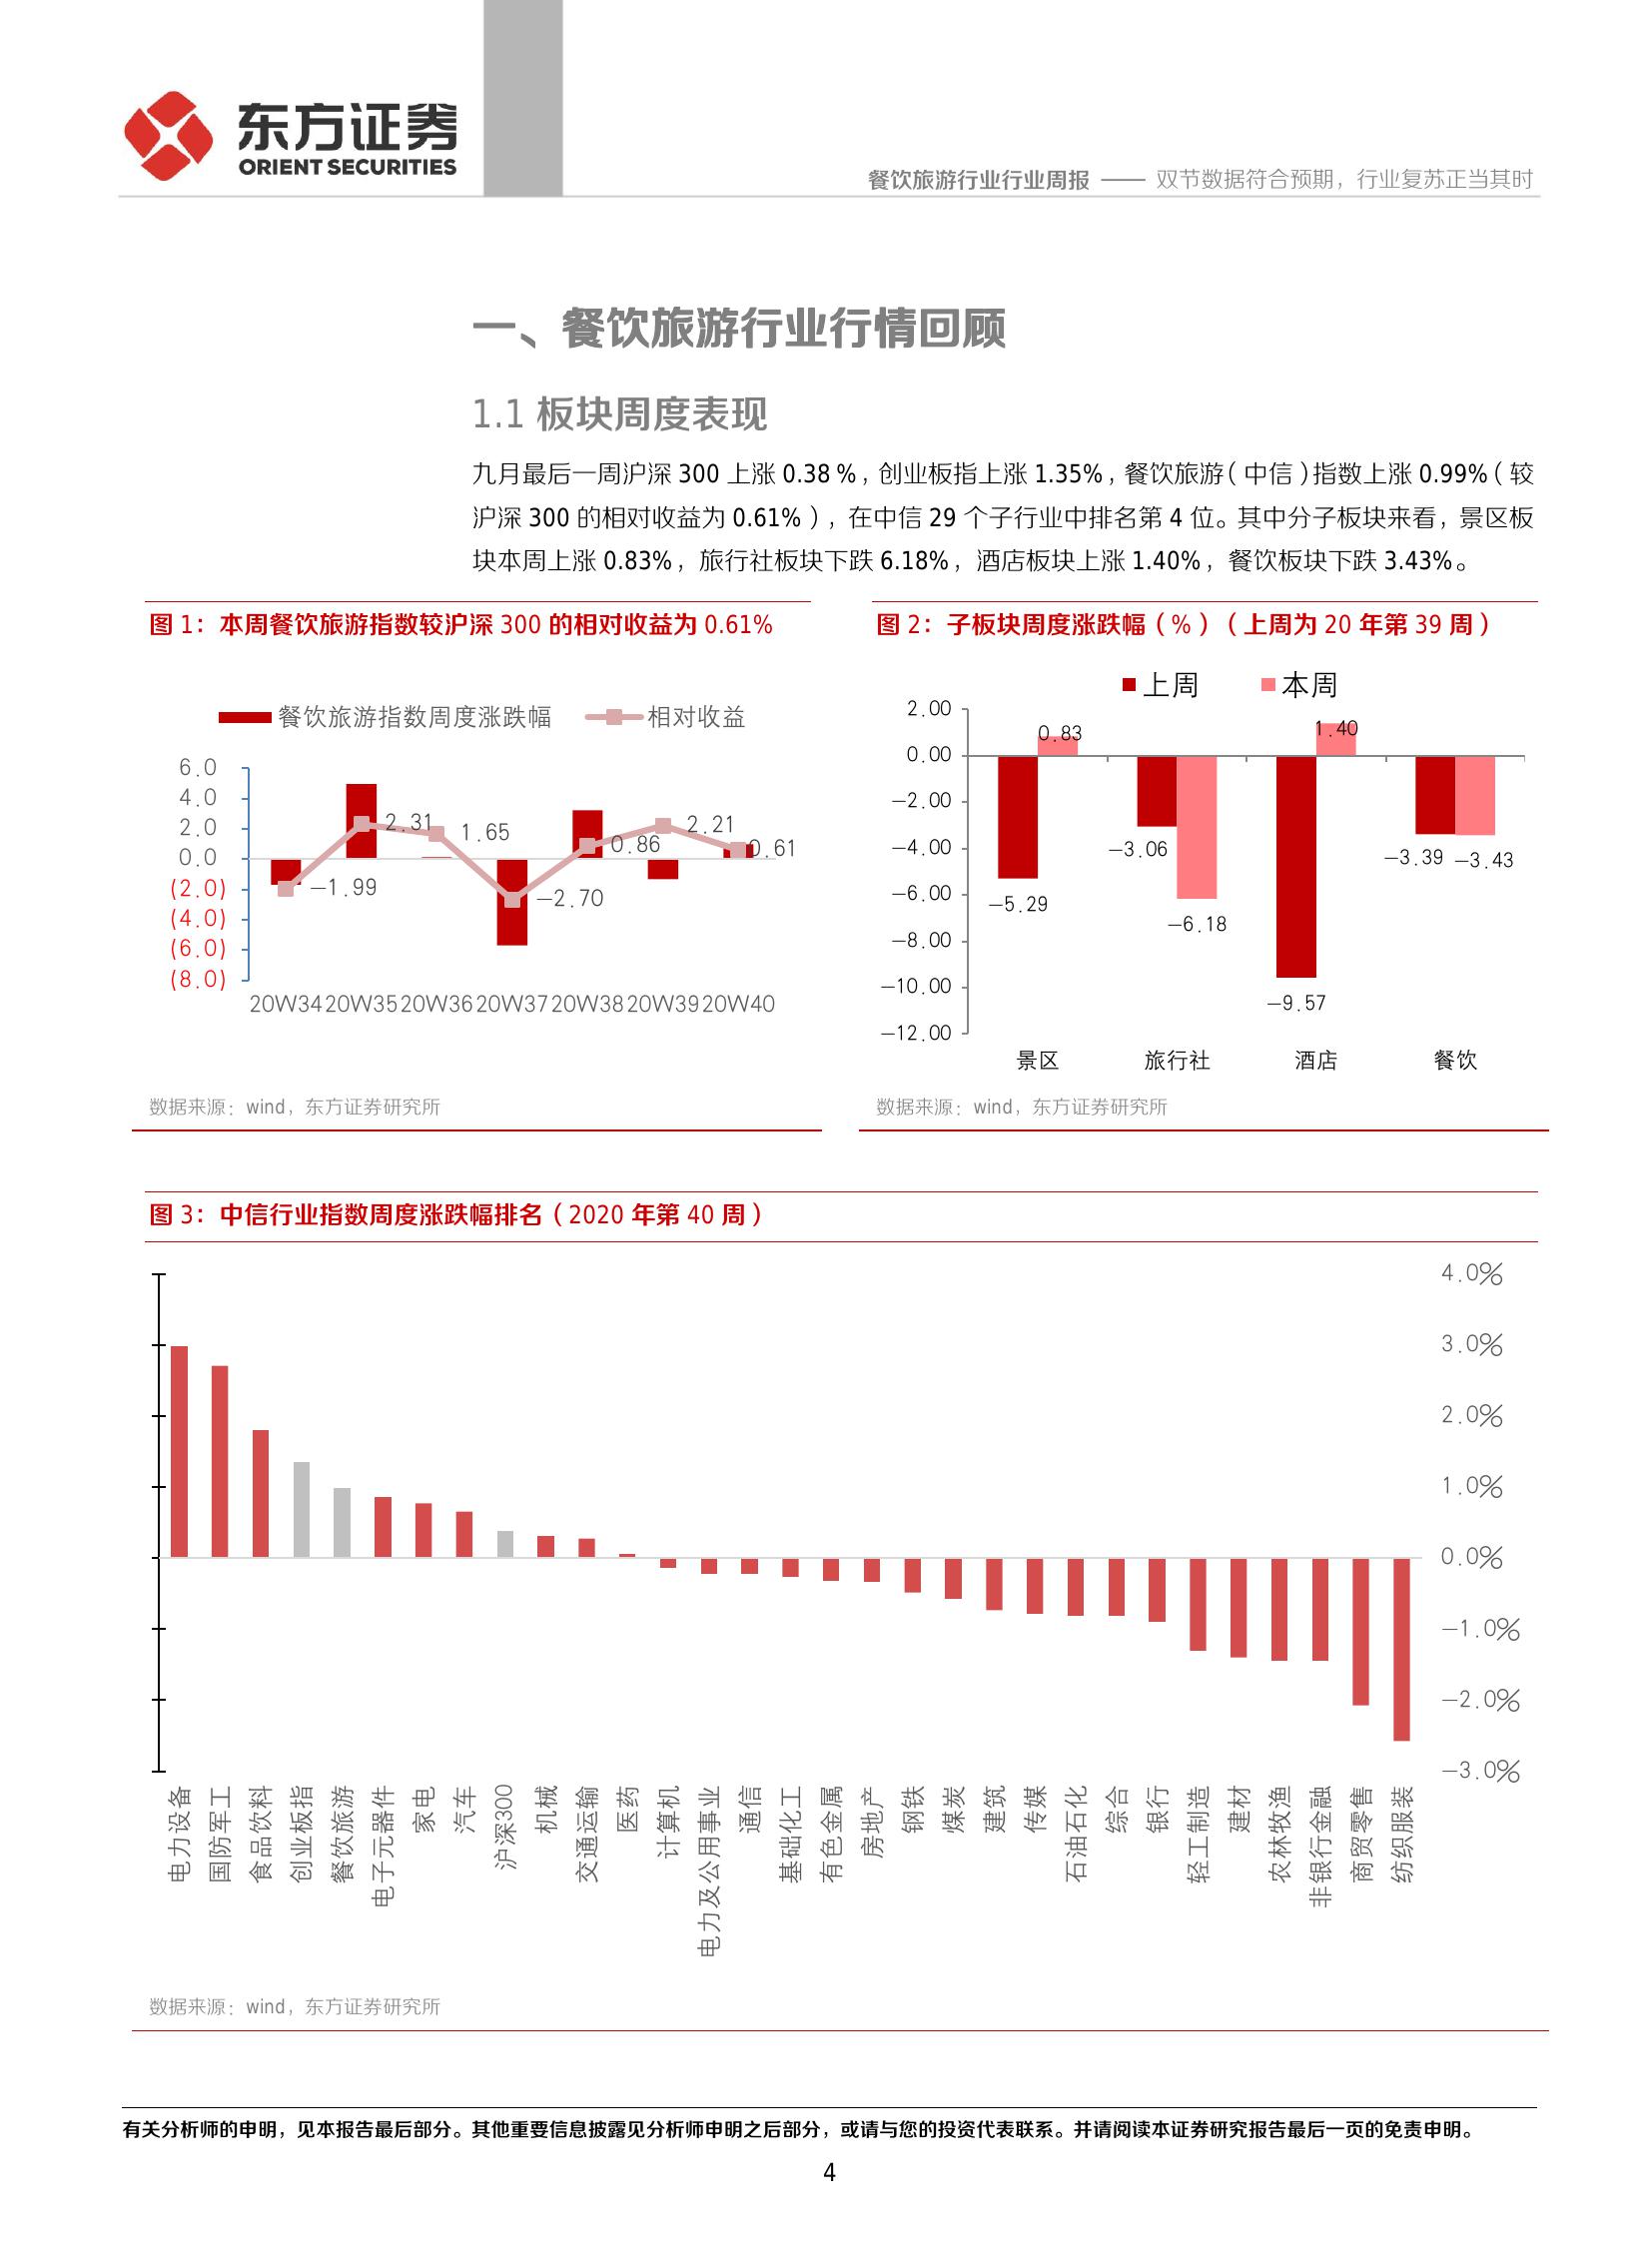 东方证券
ORIENT SECURITIES
餐饮旅游行业行业周报 —— 双节数据符合预期，行业复苏正当其时
一、餐饮旅游行业行情回顾
1.1 板块周度表现
九月最后一周沪深 300 上涨 0.38%，创业板指上涨 1.35%，餐饮旅游（中信）指数上涨 0.99%（较
沪深 300 的相对收益为 0.61%），在中信 29 个子行业中排名第 4 位。其中分子板块来看，景区板
块本周上涨 0.83%，旅行社板块下跌 6.18%，酒店板块上涨 1.40%，餐饮板块下跌 3.43%。
图 1：本周餐饮旅游指数较沪深 300 的相对收益为 0.61%
餐饮旅游指数周度涨跌幅 相对收益
6.0
4.0
2.0
0.0
(2.0)
(4.0)
(6.0)
(8.0)
−1.99
2.31
1.65
−2.70
0.86
2.21
0.61
20W34 20W35 20W36 20W37 20W38 20W39 20W40
数据来源：wind，东方证券研究所
图 2：子板块周度涨跌幅（%）（上周为 20 年第 39 周）
上周 本周
2.00
0.00
−2.00
−4.00
−6.00
−8.00
−10.00
−12.00
−5.29
0.83
−3.06
−6.18
−9.57
1.40
−3.39
−3.43
景区 旅行社 酒店 餐饮
数据来源：wind，东方证券研究所
图 3：中信行业指数周度涨跌幅排名（2020 年第 40 周）
4.0%
3.0%
2.0%
1.0%
0.0%
−1.0%
−2.0%
−3.0%
电力设备
国防军工
食品饮料
创业板指
餐饮旅游
电子元器件
家电
汽车
沪深300
机械
交通运输
医药
计算机
电力及公用事业
通信
基础化工
有色金属
房地产
钢铁
煤炭
建筑
传媒
石油石化
综合
银行
轻工制造
建材
农林牧渔
非银行金融
商贸零售
纺织服装
数据来源：wind，东方证券研究所
有关分析师的申明，见本报告最后部分。其他重要信息披露见分析师申明之后部分，或请与您的投资代表联系。并请阅读本证券研究报告最后一页的免责申明。
4